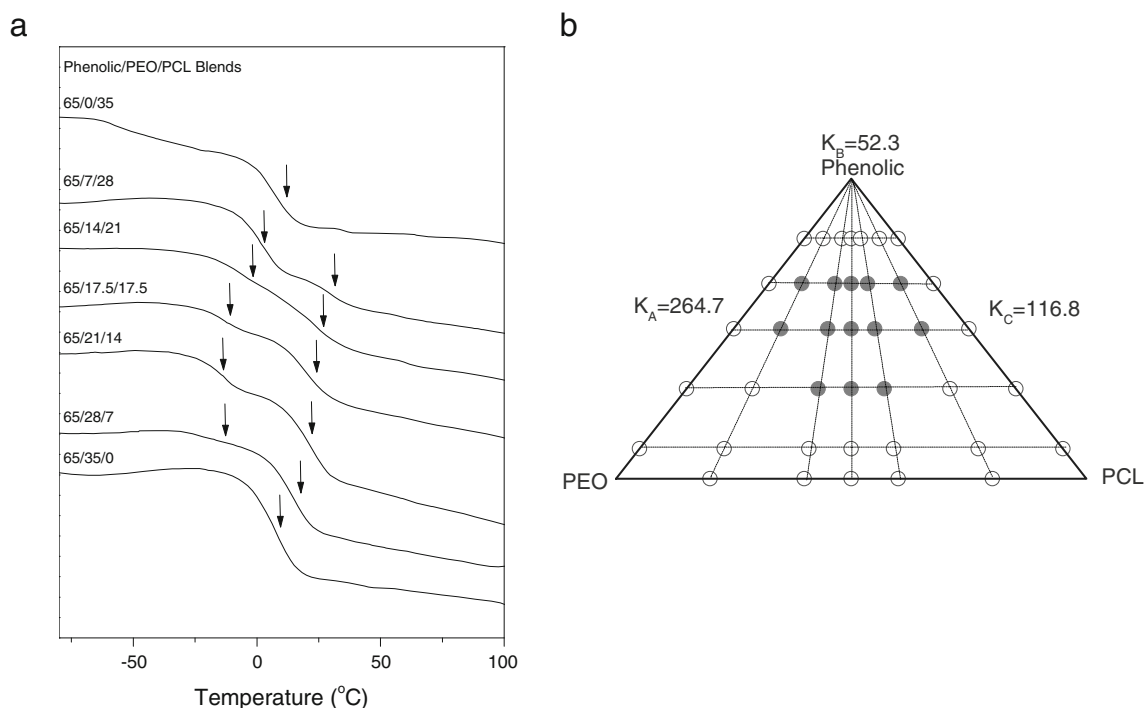 a
Phenolic/PEO/PCL Blends
65/0/35
65/7/28
65/14/21
65/17.5/17.5
65/21/14
65/28/7
65/35/0
-50
0
50
100
Temperature (°C)
b
K_B=52.3
Phenolic
K_A=264.7
K_C=116.8
PEO
PCL